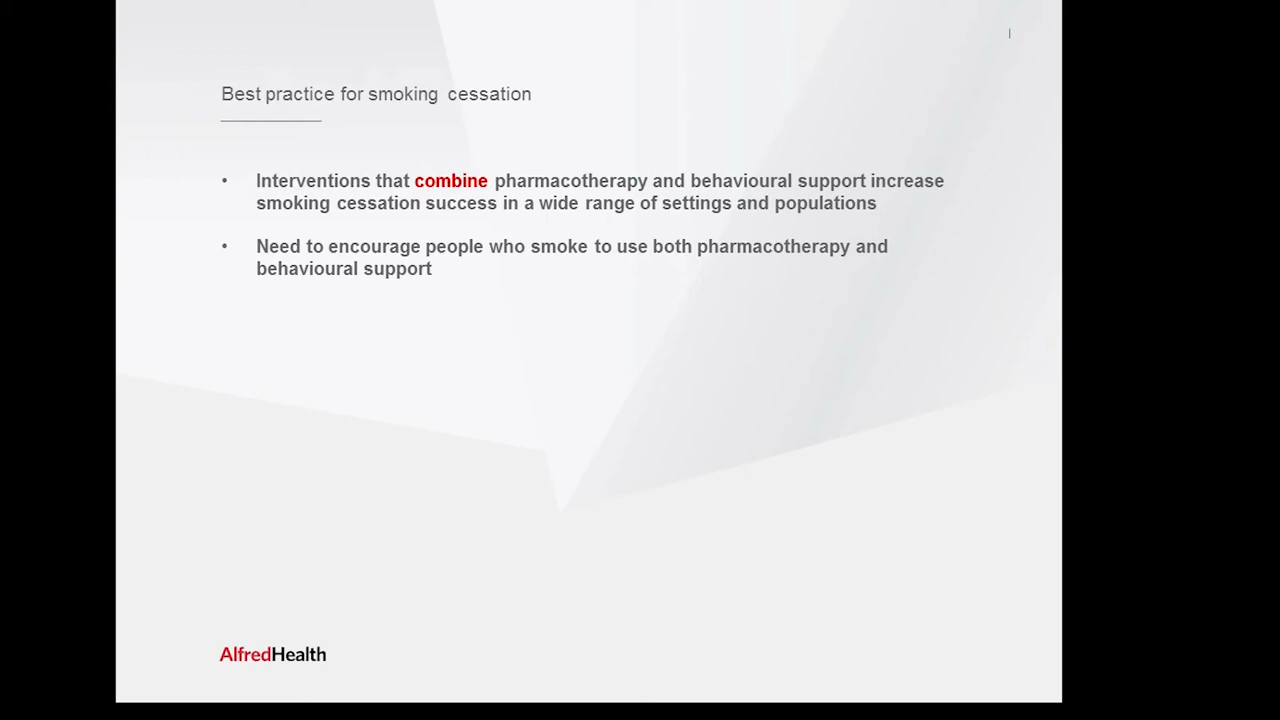 Best practice for smoking cessation
• Interventions that combine pharmacotherapy and behavioural support increase
smoking cessation success in a wide range of settings and populations
• Need to encourage people who smoke to use both pharmacotherapy and
behavioural support
AlfredHealth